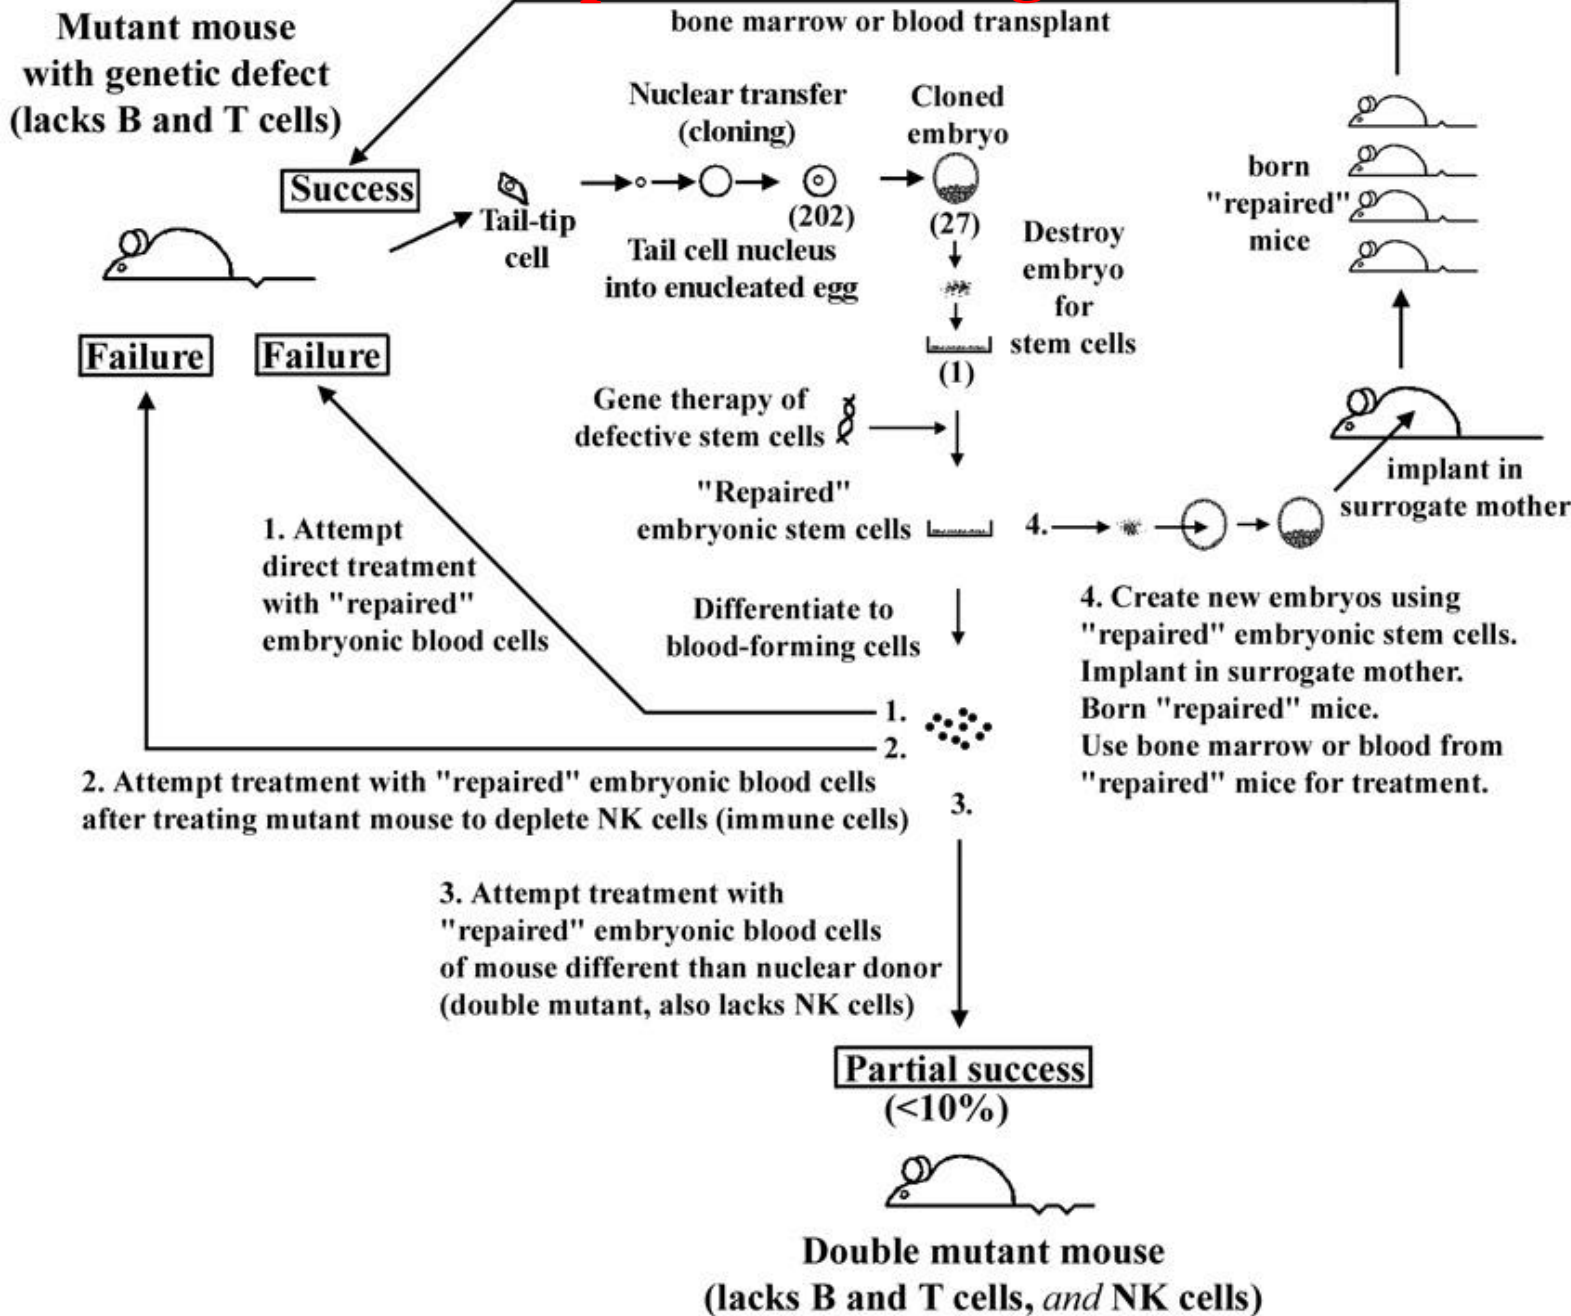 bone marrow or blood transplant
Mutant mouse
with genetic defect
(lacks B and T cells)
Success
Failure
Failure
Tail-tip
cell
Nuclear transfer
(cloning)
(202)
Tail cell nucleus
into enucleated egg
Cloned
embryo
(27)
Destroy
embryo
for
stem cells
(1)
born
"repaired"
mice
Gene therapy of
defective stem cells
"Repaired"
embryonic stem cells
4.
implant in
surrogate mother
1. Attempt
direct treatment
with "repaired"
embryonic blood cells
Differentiate to
blood-forming cells
4. Create new embryos using
"repaired" embryonic stem cells.
Implant in surrogate mother.
Born "repaired" mice.
Use bone marrow or blood from
"repaired" mice for treatment.
1.
2.
2. Attempt treatment with "repaired" embryonic blood cells
after treating mutant mouse to deplete NK cells (immune cells)
3.
3. Attempt treatment with
"repaired" embryonic blood cells
of mouse different than nuclear donor
(double mutant, also lacks NK cells)
Partial success
(<10%)
Double mutant mouse
(lacks B and T cells, and NK cells)